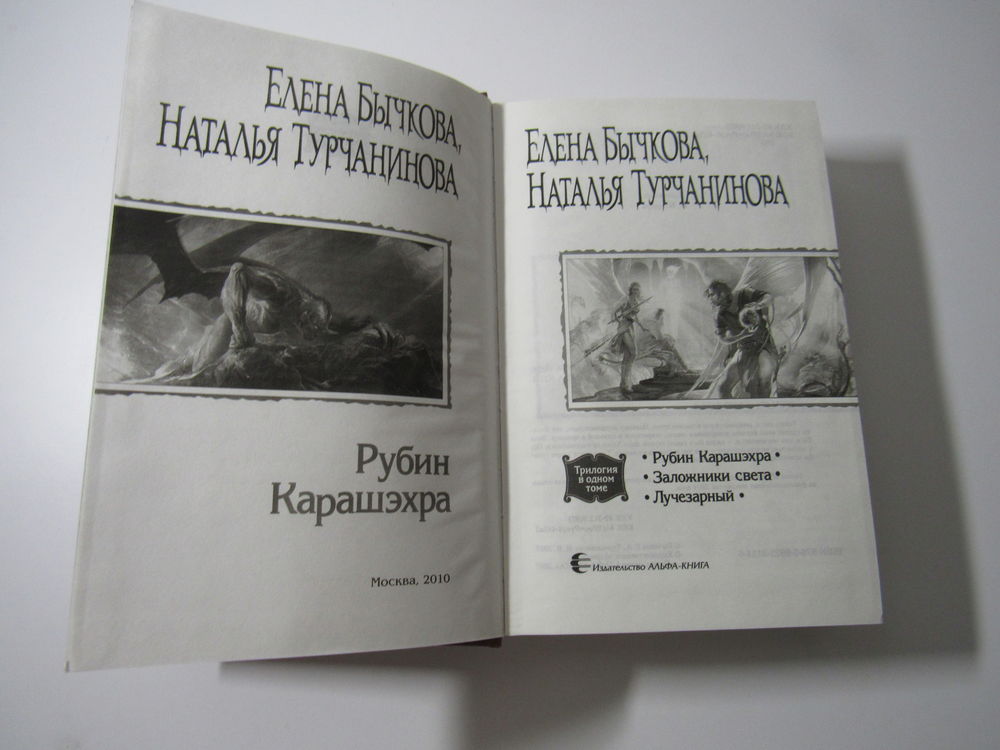 Елена Бычкова,
Наталья Турчанинова
Рубин
Карашэхра
Москва, 2010
Елена Бычкова,
Наталья Турчанинова
Трилогия
в одном
томе
• Рубин Карашэхра •
• Заложники света •
• Лучезарный •
Издательство АЛЬФА-КНИГА